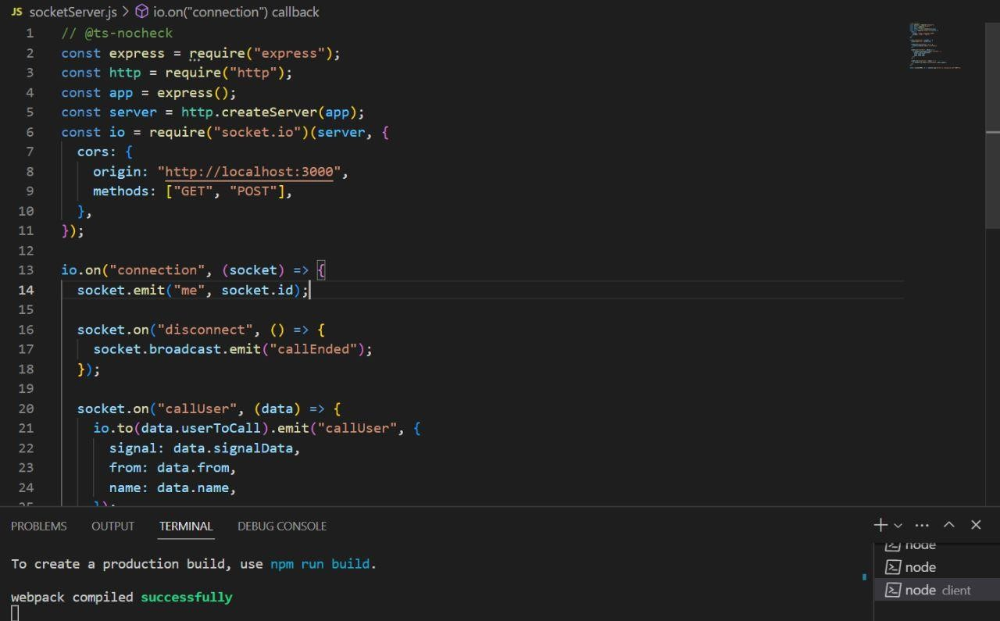 JS socketServer.js > io.on("connection") callback
1 // @ts-nocheck
2 const express = require("express");
3 const http = require("http");
4 const app = express();
5 const server = http.createServer(app);
6 const io = require("socket.io")(server, {
7 cors: {
8 origin: "http://localhost:3000",
9 methods: ["GET", "POST"],
10 },
11 });
12
13 io.on("connection", (socket) => {
14 socket.emit("me", socket.id);
15
16 socket.on("disconnect", () => {
17 socket.broadcast.emit("callEnded");
18 });
19
20 socket.on("callUser", (data) => {
21 io.to(data.userToCall).emit("callUser", {
22 signal: data.signalData,
23 from: data.from,
24 name: data.name,
25 });
PROBLEMS OUTPUT TERMINAL DEBUG CONSOLE
To create a production build, use npm run build.
webpack compiled successfully
node
node
node client